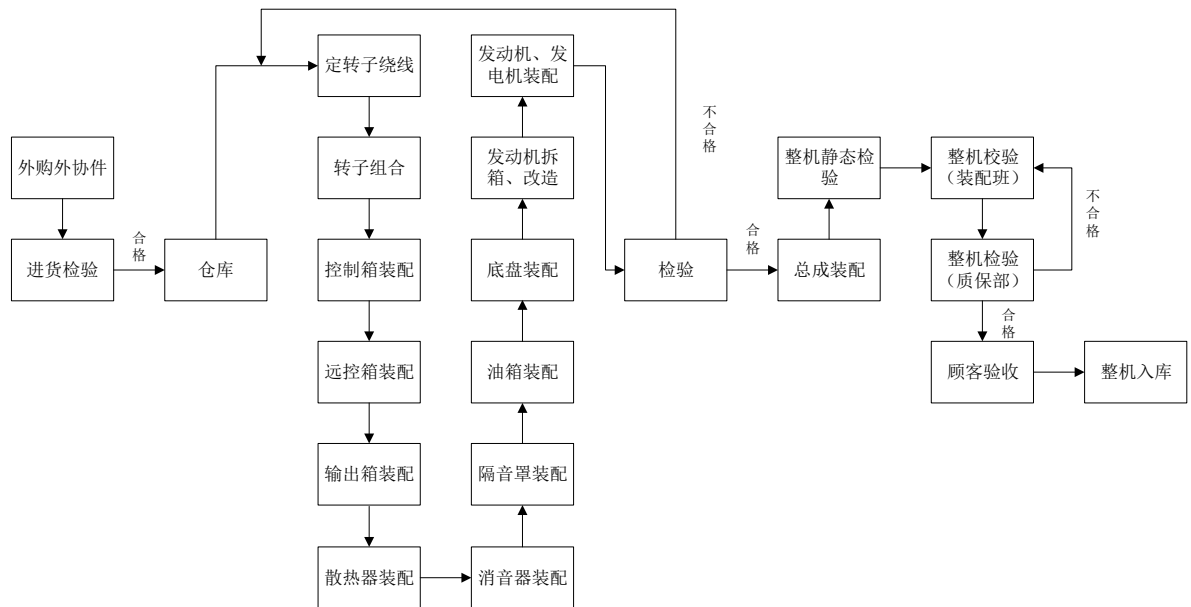 外购外协件
进货检验
合格
仓库
定转子绕线
转子组合
控制箱装配
远控箱装配
输出箱装配
散热器装配
消音器装配
隔音罩装配
油箱装配
底盘装配
发动机拆
箱、改造
发动机、发
电机装配
不合格
检验
合格
总成装配
整机静态检
验
整机校验
（装配班）
不合格
整机检验
（质保部）
合格
顾客验收
整机入库